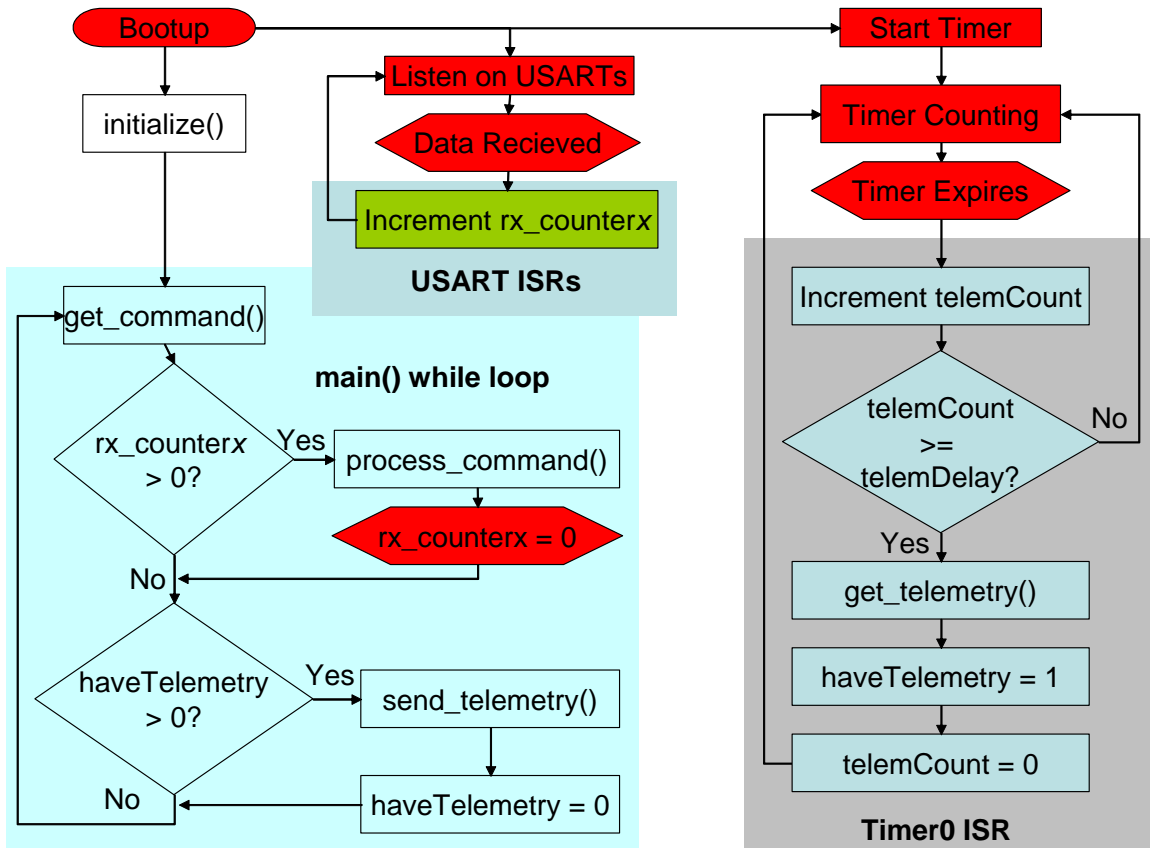 Bootup
Start Timer
Listen on USARTs
initialize()
Timer Counting
Data Recieved
Timer Expires
Increment rx_counterx
USART ISRs
Increment telemCount
get_command()
main() while loop
telemCount
>=
telemDelay?
No
rx_counterx
> 0?
Yes
process_command()
rx_counterx = 0
No
Yes
get_telemetry()
haveTelemetry
> 0?
Yes
send_telemetry()
haveTelemetry = 1
No
haveTelemetry = 0
telemCount = 0
Timer0 ISR